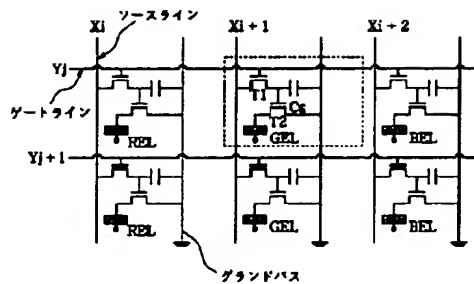 Xi ソースライン Xi+1 Xi+2
Yj
ゲートライン
T1
Cs
T2
REL GEL BEL
Yj+1
REL GEL BEL
グランドバス